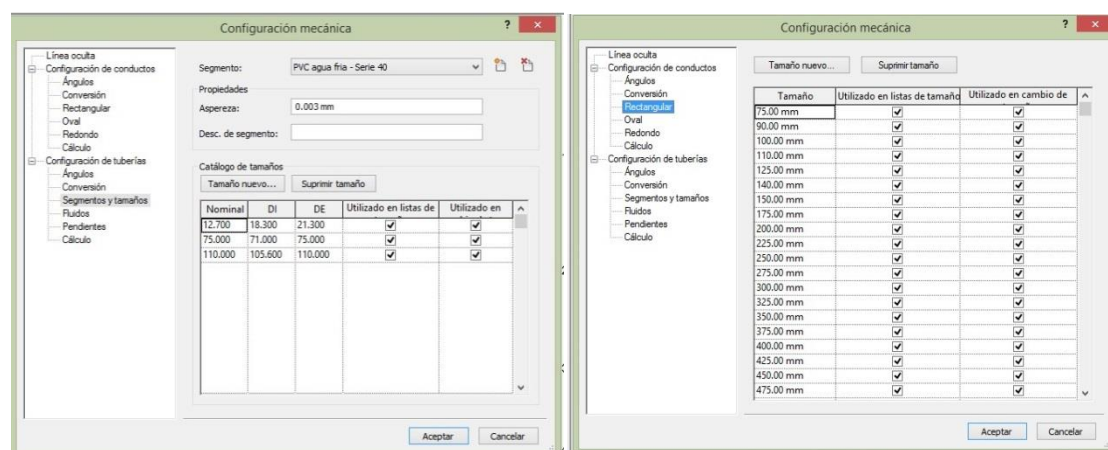 Configuración mecánica
?
Línea oculta
Configuración de conductos
Ángulos
Conversión
Rectangular
Oval
Redondo
Cálculo
Configuración de tuberías
Ángulos
Conversión
Segmentos y tamaños
Fluidos
Pendientes
Cálculo
Segmento: PVC agua fria - Serie 40
Propiedades
Aspereza: 0.003 mm
Desc. de segmento:
Catálogo de tamaños
Tamaño nuevo... Suprimir tamaño
Nominal DI DE Utilizado en listas de Utilizado en
12.700 18.300 21.300
75.000 71.000 75.000
110.000 105.600 110.000
Aceptar Cancelar
Configuración mecánica
?
Línea oculta
Configuración de conductos
Ángulos
Conversión
Rectangular
Oval
Redondo
Cálculo
Configuración de tuberías
Ángulos
Conversión
Segmentos y tamaños
Fluidos
Pendientes
Cálculo
Tamaño nuevo... Suprimir tamaño
Tamaño Utilizado en listas de tamaño Utilizado en cambio de
75.00 mm
90.00 mm
100.00 mm
110.00 mm
125.00 mm
140.00 mm
150.00 mm
175.00 mm
200.00 mm
225.00 mm
250.00 mm
275.00 mm
300.00 mm
325.00 mm
350.00 mm
375.00 mm
400.00 mm
425.00 mm
450.00 mm
475.00 mm
Aceptar Cancelar